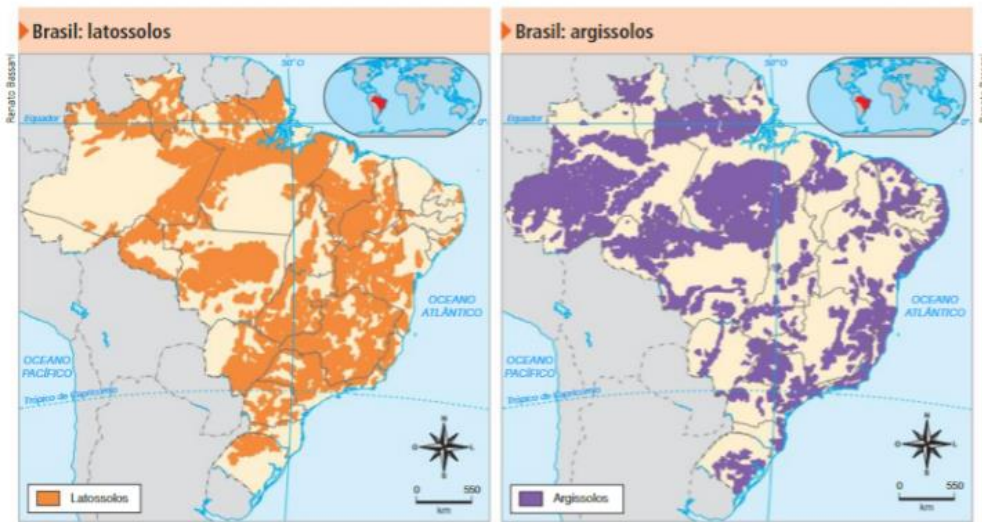 Brasil: latossolos
Renato Bassani
50° O
Equador
0°
OCEANO
ATLÂNTICO
OCEANO
PACÍFICO
Trópico de Capricórnio
N
O
L
S
Latossolos
0
550
km
Brasil: argissolos
50° O
Equador
0°
OCEANO
ATLÂNTICO
OCEANO
PACÍFICO
Trópico de Capricórnio
N
O
L
S
Argissolos
0
550
km